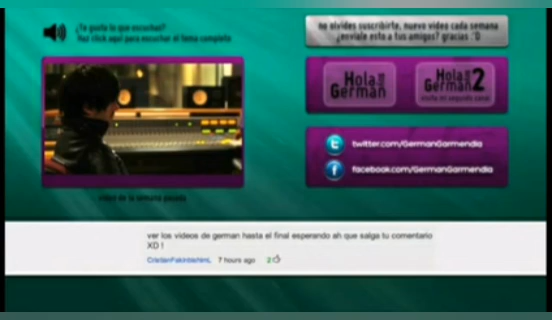 ¿Te gusta lo que escuchas?
Haz click aquí para escuchar el tema completo
no olvides suscribirte, nuevo video cada semana
¿enviale esto a tus amigos? gracias :'D
Hola soy
German
Hola soy
German 2
visita mi segundo canal
twitter.com/GermanGarmendia
facebook.com/GermanGarmendia
video de la semana pasada
ver los videos de german hasta el final esperando ah que salga tu comentario
XD !
7 hours ago 2